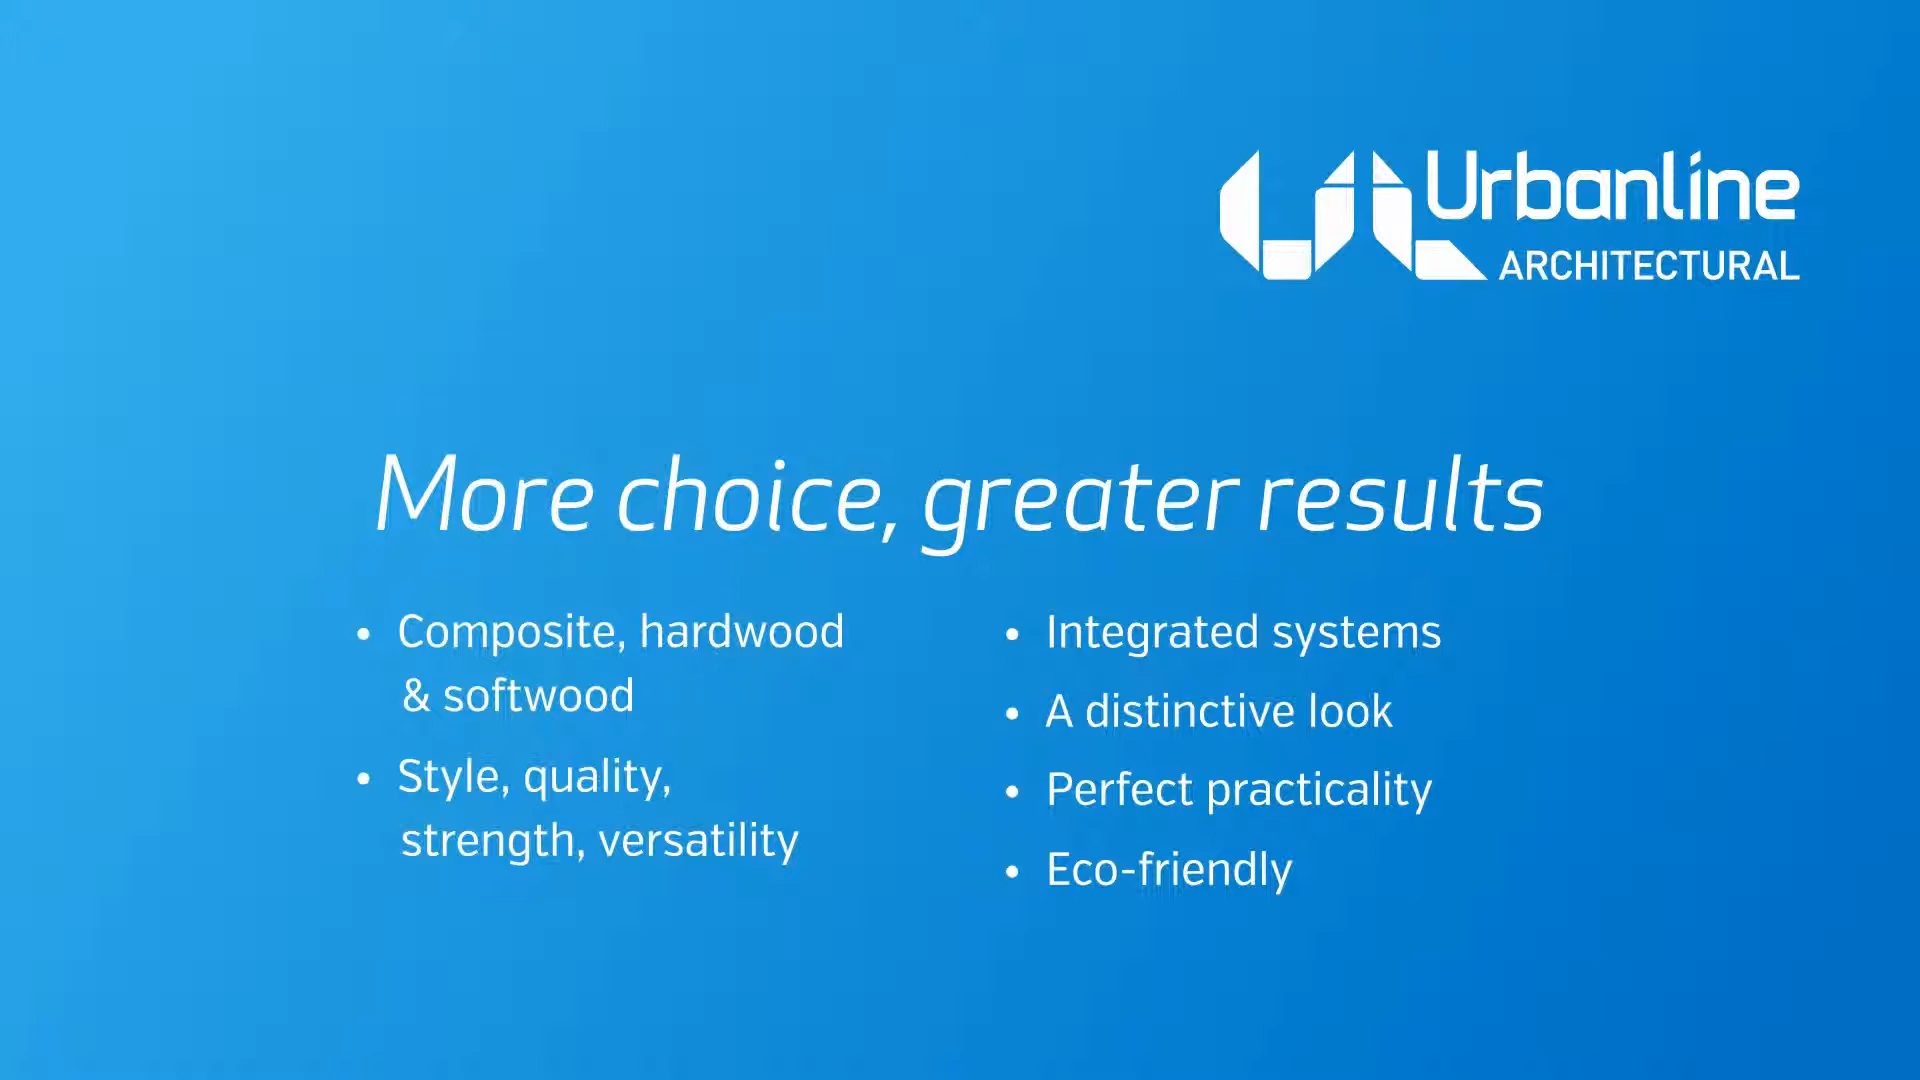 Urbanline
ARCHITECTURAL
More choice, greater results
• Composite, hardwood
& softwood
• Style, quality,
strength, versatility
• Integrated systems
• A distinctive look
• Perfect practicality
• Eco-friendly